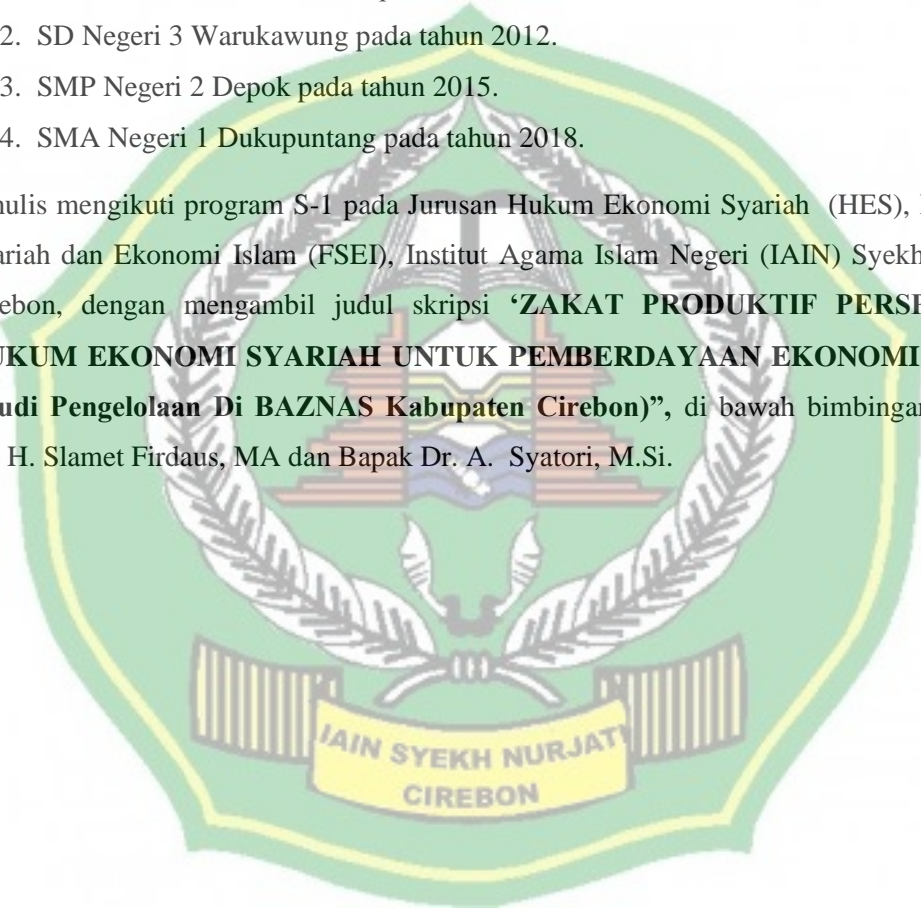 2. SD Negeri 3 Warukawung pada tahun 2012.
3. SMP Negeri 2 Depok pada tahun 2015.
4. SMA Negeri 1 Dukupuntang pada tahun 2018.
nulis mengikuti program S-1 pada Jurusan Hukum Ekonomi Syariah (HES),
ariah dan Ekonomi Islam (FSEI), Institut Agama Islam Negeri (IAIN) Syekh
ebon, dengan mengambil judul skripsi ‘ZAKAT PRODUKTIF PERSP
UKUM EKONOMI SYARIAH UNTUK PEMBERDAYAAN EKONOMI
udi Pengelolaan Di BAZNAS Kabupaten Cirebon)”, di bawah bimbingan
H. Slamet Firdaus, MA dan Bapak Dr. A. Syatori, M.Si.
IAIN SYEKH NURJATI
CIREBON